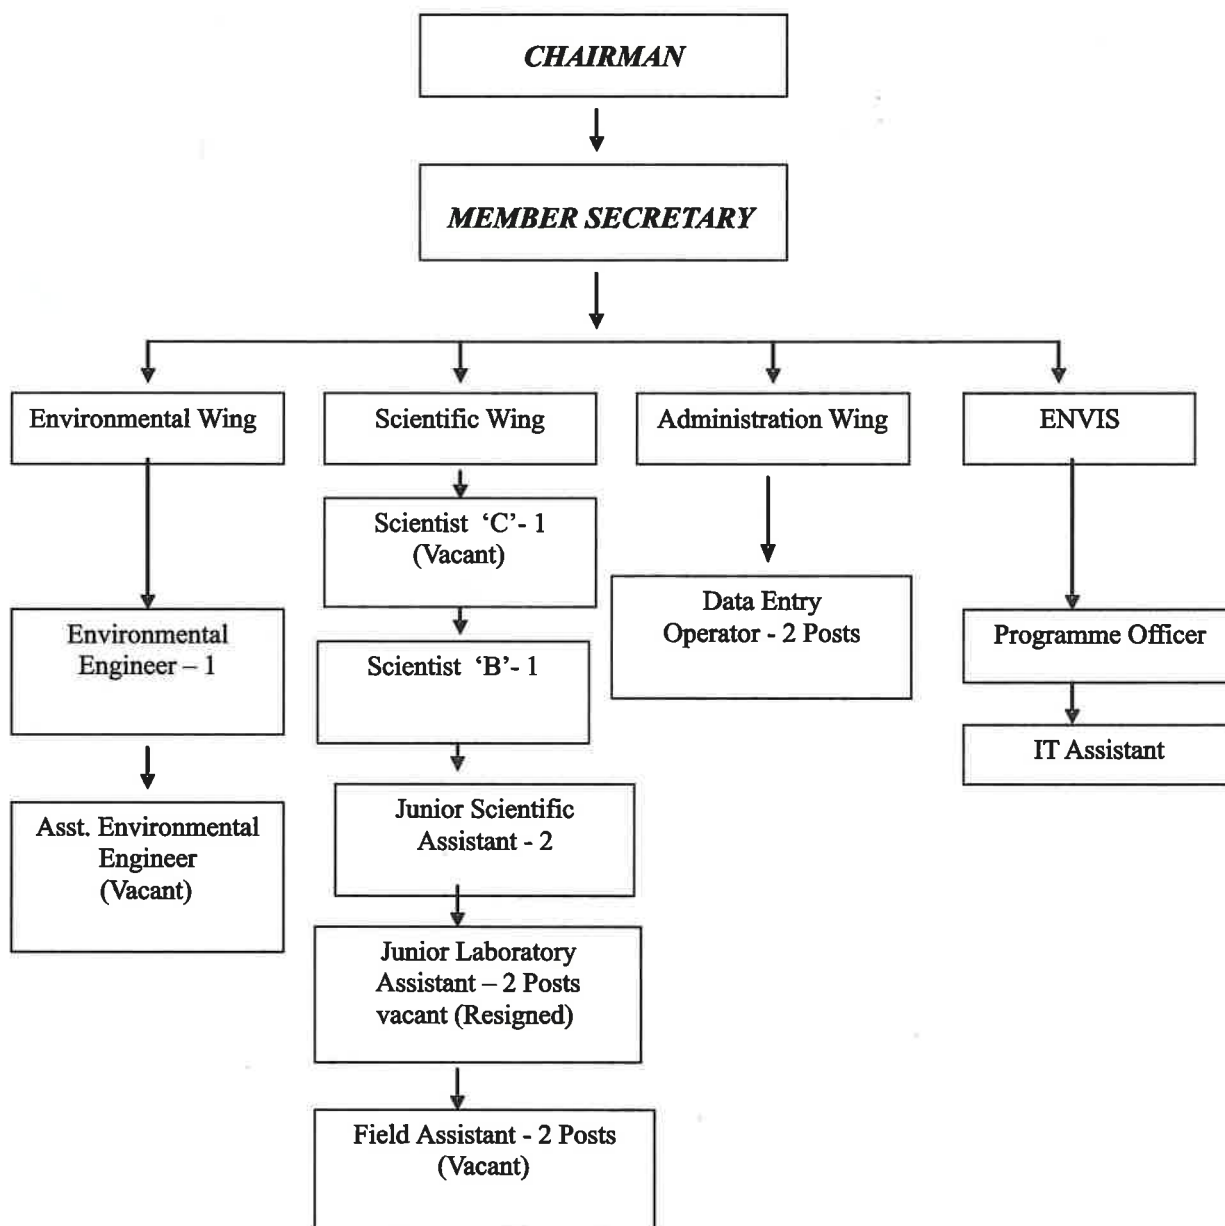 CHAIRMAN
MEMBER SECRETARY
Environmental Wing
Scientific Wing
Administration Wing
ENVIS
Scientist ‘C’- 1
(Vacant)
Data Entry
Operator - 2 Posts
Environmental
Engineer – 1
Scientist ‘B’- 1
Programme Officer
IT Assistant
Asst. Environmental
Engineer
(Vacant)
Junior Scientific
Assistant - 2
Junior Laboratory
Assistant – 2 Posts
vacant (Resigned)
Field Assistant - 2 Posts
(Vacant)